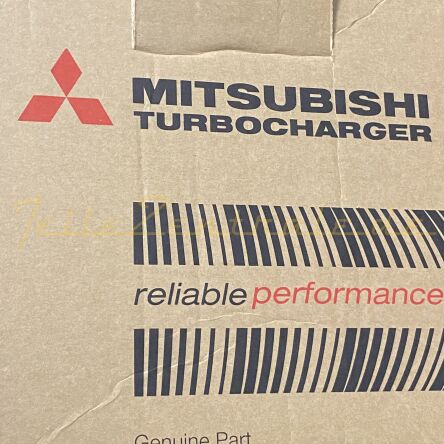 MITSUBISHI
TURBOCHARGER
reliable performance
Genuine Part